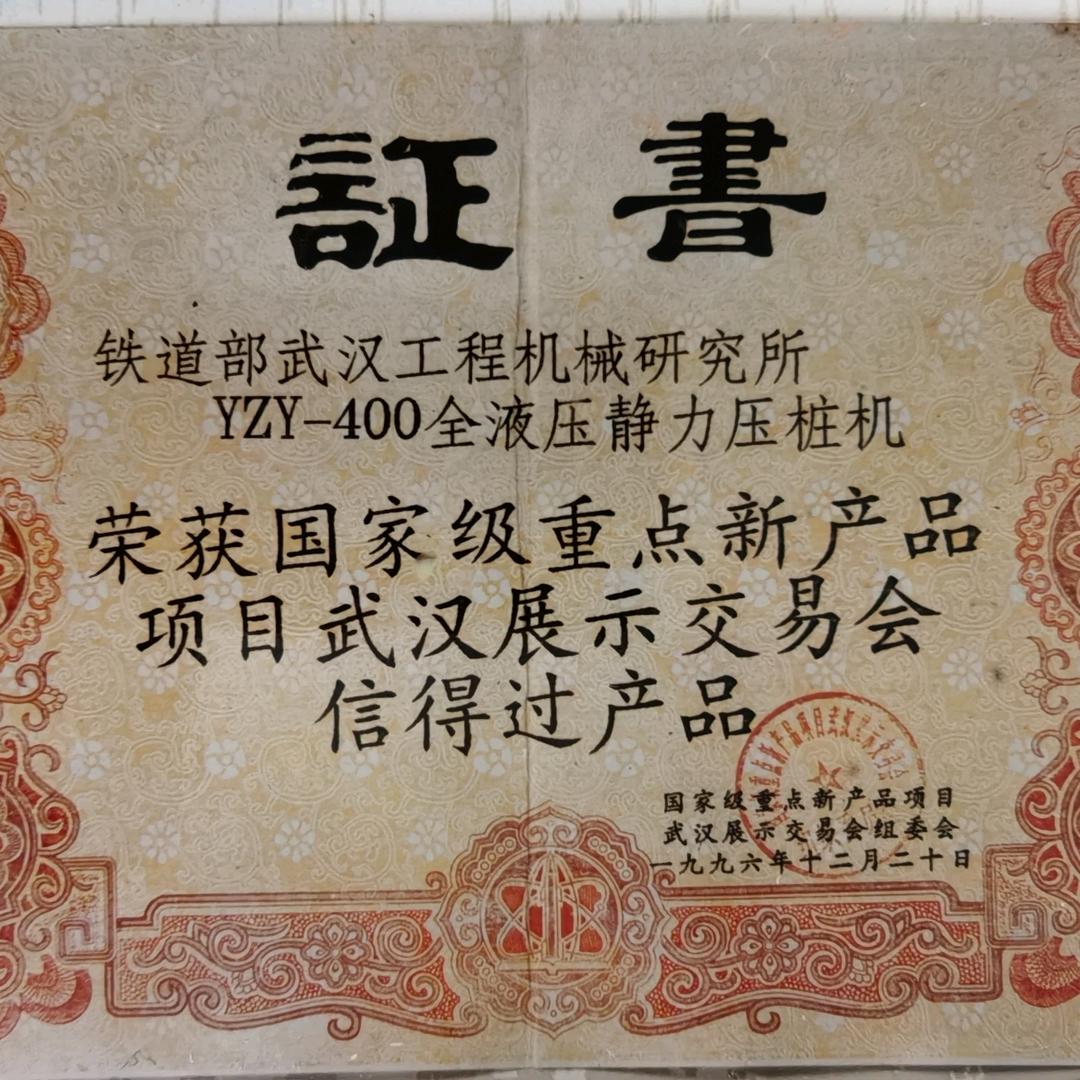 証書
铁道部武汉工程机械研究所
YZY-400全液压静力压桩机
荣获国家级重点新产品
项目武汉展示交易会
信得过产品
国家级重点新产品项目
武汉展示交易会组委会
一九九六年十二月二十日